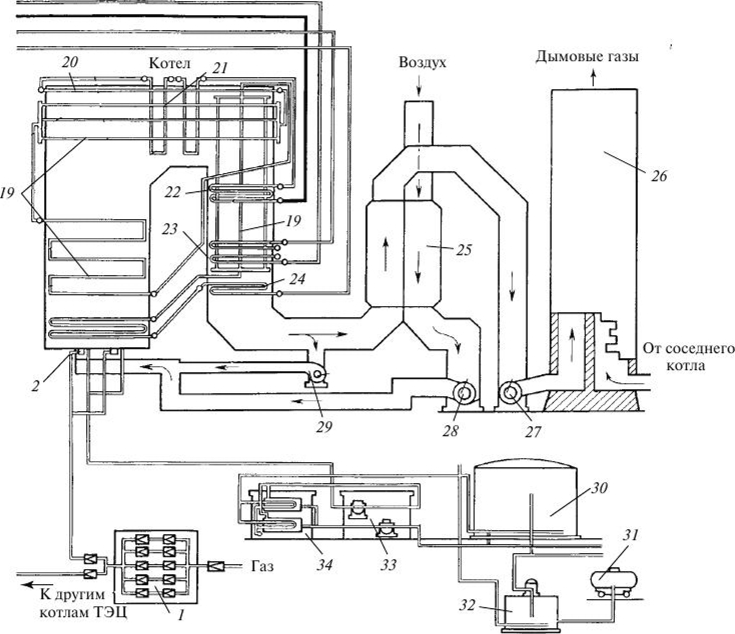 20
Котел
21
Воздух
Дымовые газы
19
22
23
19
24
25
26
2
29
28
27
От соседнего
котла
30
34
33
31
32
Газ
1
К другим
котлам ТЭЦ